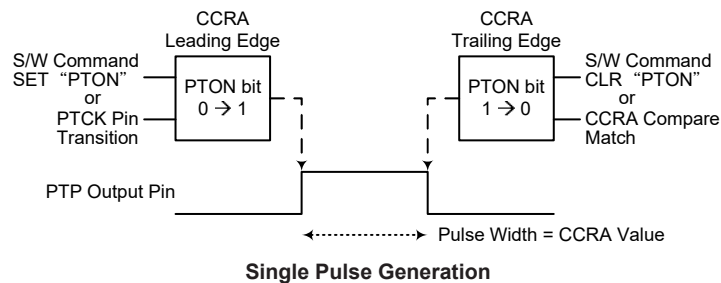 CCRA
Leading Edge
S/W Command
SET “PTON”
or
PTCK Pin
Transition
PTON bit
0 → 1
CCRA
Trailing Edge
PTON bit
1 → 0
S/W Command
CLR “PTON”
or
CCRA Compare
Match
PTP Output Pin
Pulse Width = CCRA Value
Single Pulse Generation